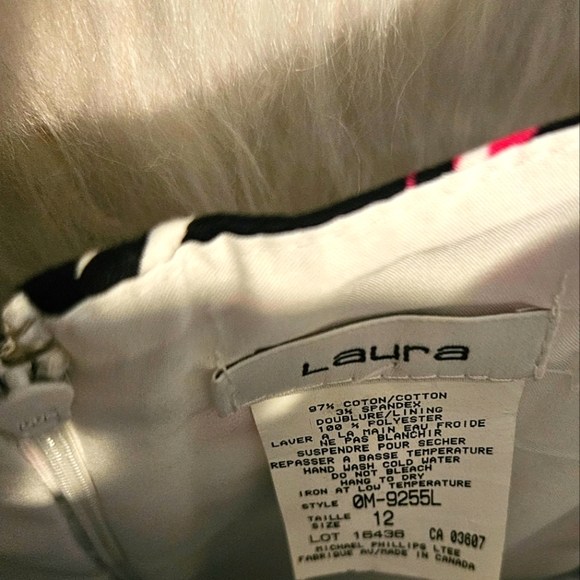 Laura
97% COTON/COTTON
3% SPANDEX
DOUBLURE/LINING
100 % POLYESTER
LAVER A LA MAIN EAU FROIDE
NE PAS BLANCHIR
SUSPENDRE POUR SECHER
REPASSER A BASSE TEMPERATURE
HAND WASH COLD WATER
DO NOT BLEACH
HANG TO DRY
IRON AT LOW TEMPERATURE
STYLE 0M-9255L
TAILLE
SIZE 12
LOT 16436 CA 03607
MICHAEL PHILLIPS LTEE
FABRIQUE AU/MADE IN CANADA